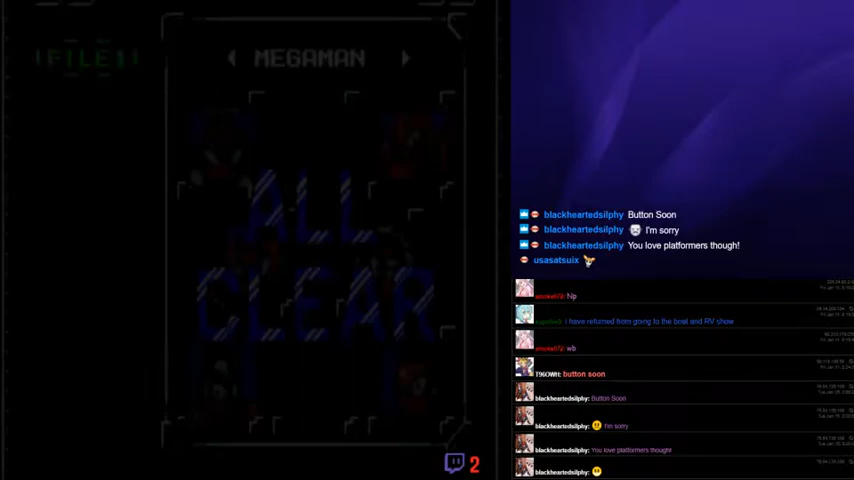 FILE
MEGAMAN
ALL
CLEAR
2
blackheartedsilphy Button Soon
blackheartedsilphy I'm sorry
blackheartedsilphy You love platformers though!
usasatsuix
Np
I have returned from going to the boat and RV show
wb
T960Wtt: button soon
blackheartedsilphy: Button Soon
blackheartedsilphy: I'm sorry
blackheartedsilphy: You love platformers though!
blackheartedsilphy: